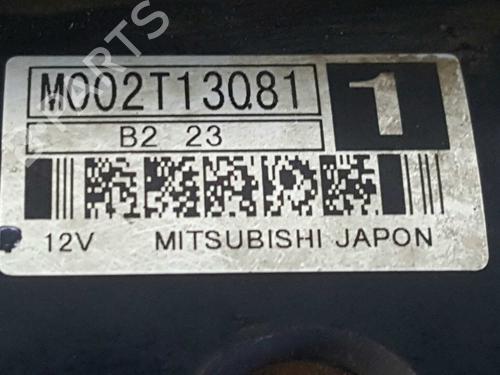 M002T13081
1
B2 23
12V MITSUBISHI JAPON